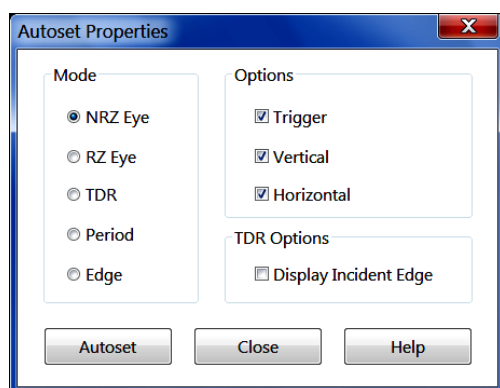 Autoset Properties
Mode
NRZ Eye
RZ Eye
TDR
Period
Edge
Options
Trigger
Vertical
Horizontal
TDR Options
Display Incident Edge
Autoset
Close
Help